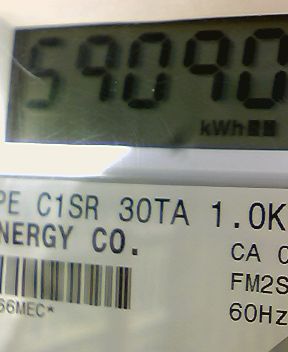 59090
kWh
PE C1SR 30TA 1.0K
NERGY CO.
CA
FM2S
66MEC*
60Hz